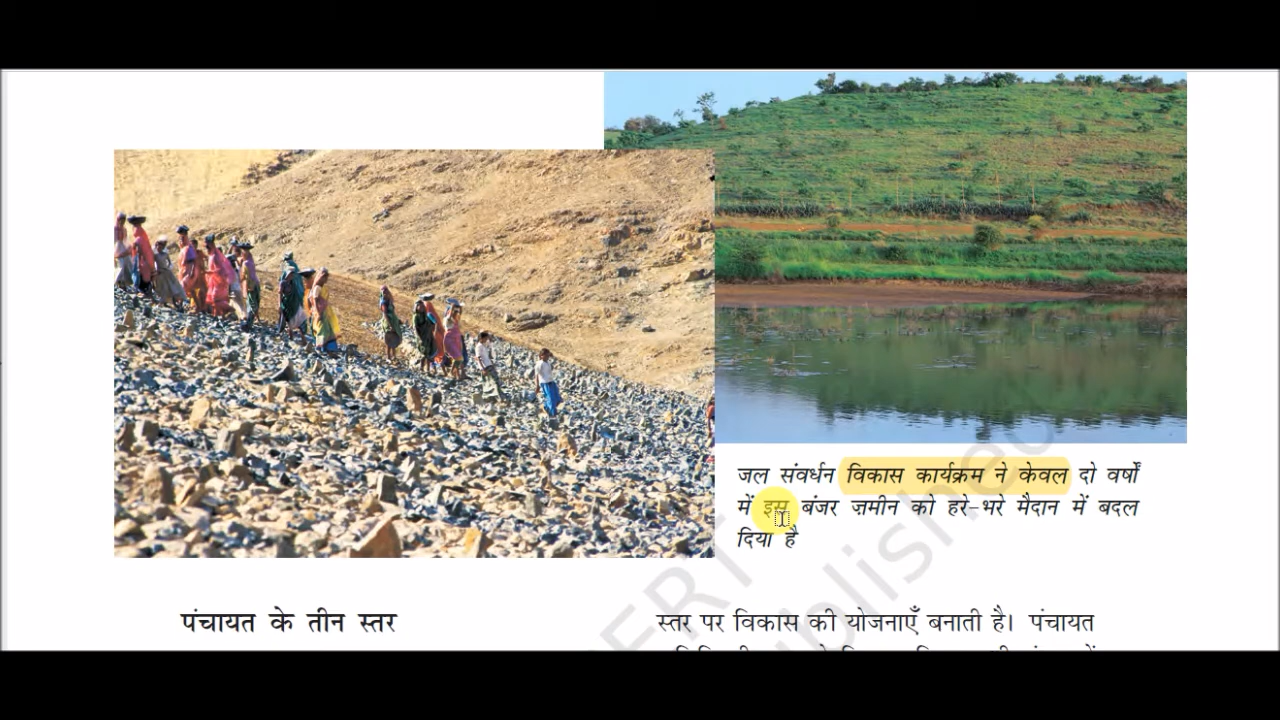 जल संवर्धन विकास कार्यक्रम ने केवल दो वर्षों
में इस बंजर ज़मीन को हरे-भरे मैदान में बदल
दिया है
पंचायत के तीन स्तर
स्तर पर विकास की योजनाएँ बनाती है। पंचायत